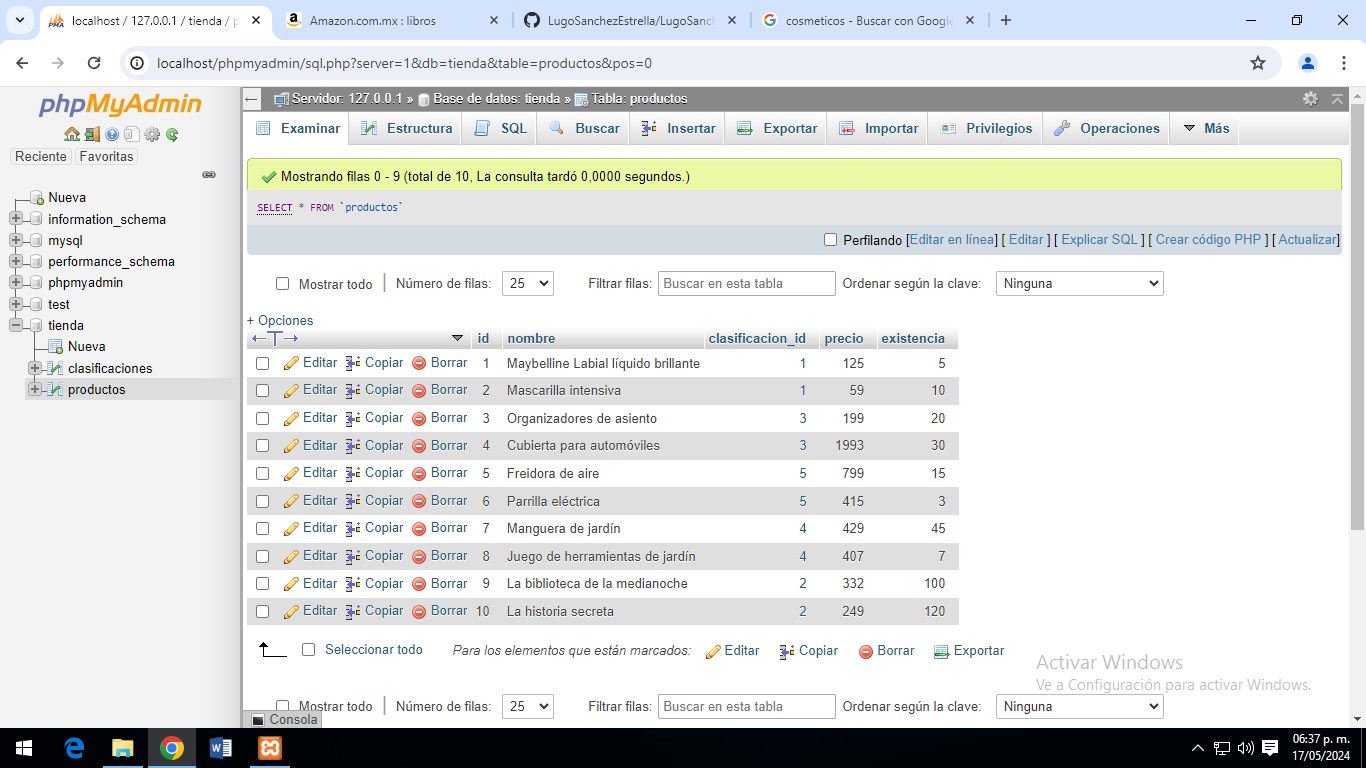 localhost / 127.0.0.1 / tienda / p
Amazon.com.mx : libros
LugoSanchezEstrella/LugoSanc
cosmeticos - Buscar con Google
localhost/phpmyadmin/sql.php?server=1&db=tienda&table=productos&pos=0
phpMyAdmin
Reciente Favoritas
Nueva
information_schema
mysql
performance_schema
phpmyadmin
test
tienda
Nueva
clasificaciones
productos
Servidor: 127.0.0.1 » Base de datos: tienda » Tabla: productos
Examinar Estructura SQL Buscar Insertar Exportar Importar Privilegios Operaciones Más
Mostrando filas 0 - 9 (total de 10, La consulta tardó 0,0000 segundos.)
SELECT * FROM `productos`
Perfilando [Editar en línea] [ Editar ] [ Explicar SQL ] [ Crear código PHP ] [ Actualizar]
Mostrar todo | Número de filas: 25 Filtrar filas: Buscar en esta tabla Ordenar según la clave: Ninguna
+ Opciones
←T→ id nombre clasificacion_id precio existencia
Editar Copiar Borrar 1 Maybelline Labial líquido brillante 1 125 5
Editar Copiar Borrar 2 Mascarilla intensiva 1 59 10
Editar Copiar Borrar 3 Organizadores de asiento 3 199 20
Editar Copiar Borrar 4 Cubierta para automóviles 3 1993 30
Editar Copiar Borrar 5 Freidora de aire 5 799 15
Editar Copiar Borrar 6 Parrilla eléctrica 5 415 3
Editar Copiar Borrar 7 Manguera de jardín 4 429 45
Editar Copiar Borrar 8 Juego de herramientas de jardín 4 407 7
Editar Copiar Borrar 9 La biblioteca de la medianoche 2 332 100
Editar Copiar Borrar 10 La historia secreta 2 249 120
Seleccionar todo Para los elementos que están marcados: Editar Copiar Borrar Exportar
Activar Windows
Ve a Configuración para activar Windows.
Mostrar todo | Número de filas: 25 Filtrar filas: Buscar en esta tabla Ordenar según la clave: Ninguna
Consola
06:37 p. m.
17/05/2024